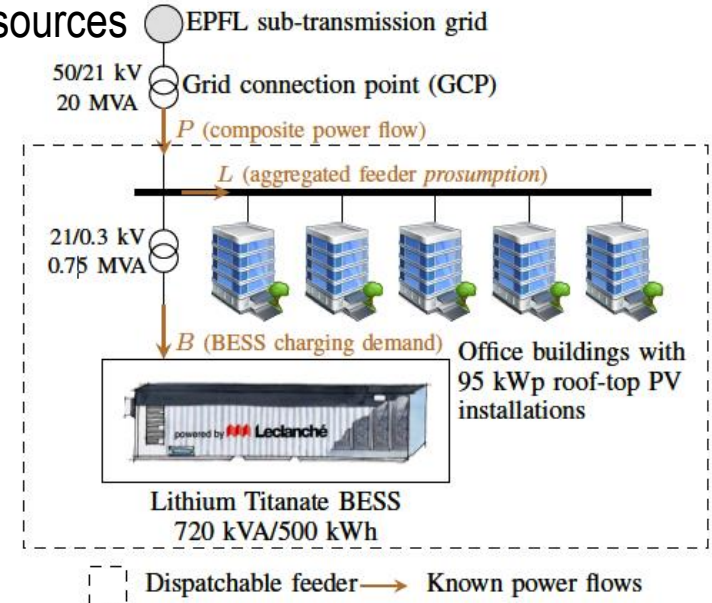 sources
EPFL sub-transmission grid
50/21 kV
20 MVA
Grid connection point (GCP)
P (composite power flow)
L (aggregated feeder prosumption)
21/0.3 kV
0.75 MVA
B (BESS charging demand)
Office buildings with
95 kWp roof-top PV
installations
powered by Leclanché
Lithium Titanate BESS
720 kVA/500 kWh
Dispatchable feeder
Known power flows